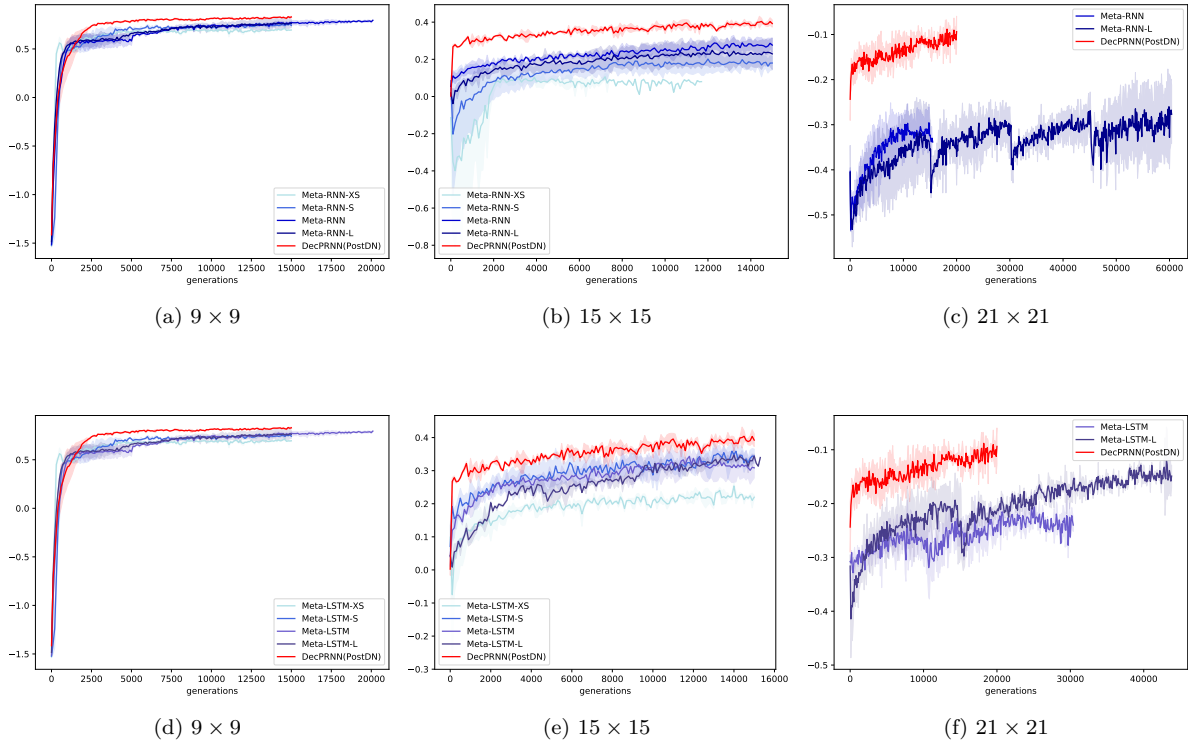 0.5
0.0
−0.5
−1.0
−1.5
0 2500 5000 7500 10000 12500 15000 17500 20000
generations
Meta-RNN-XS
Meta-RNN-S
Meta-RNN
Meta-RNN-L
DecPRNN(PostDN)
(a) 9 × 9
0.4
0.2
0.0
−0.2
−0.4
−0.6
−0.8
0 2000 4000 6000 8000 10000 12000 14000
generations
Meta-RNN-XS
Meta-RNN-S
Meta-RNN
Meta-RNN-L
DecPRNN(PostDN)
(b) 15 × 15
−0.1
−0.2
−0.3
−0.4
−0.5
0 10000 20000 30000 40000 50000 60000
generations
Meta-RNN
Meta-RNN-L
DecPRNN(PostDN)
(c) 21 × 21
0.5
0.0
−0.5
−1.0
−1.5
0 2500 5000 7500 10000 12500 15000 17500 20000
generations
Meta-LSTM-XS
Meta-LSTM-S
Meta-LSTM
Meta-LSTM-L
DecPRNN(PostDN)
(d) 9 × 9
0.4
0.3
0.2
0.1
0.0
−0.1
−0.2
−0.3
0 2000 4000 6000 8000 10000 12000 14000 16000
generations
Meta-LSTM-XS
Meta-LSTM-S
Meta-LSTM
Meta-LSTM-L
DecPRNN(PostDN)
(e) 15 × 15
−0.1
−0.2
−0.3
−0.4
−0.5
0 10000 20000 30000 40000
generations
Meta-LSTM
Meta-LSTM-L
DecPRNN(PostDN)
(f) 21 × 21